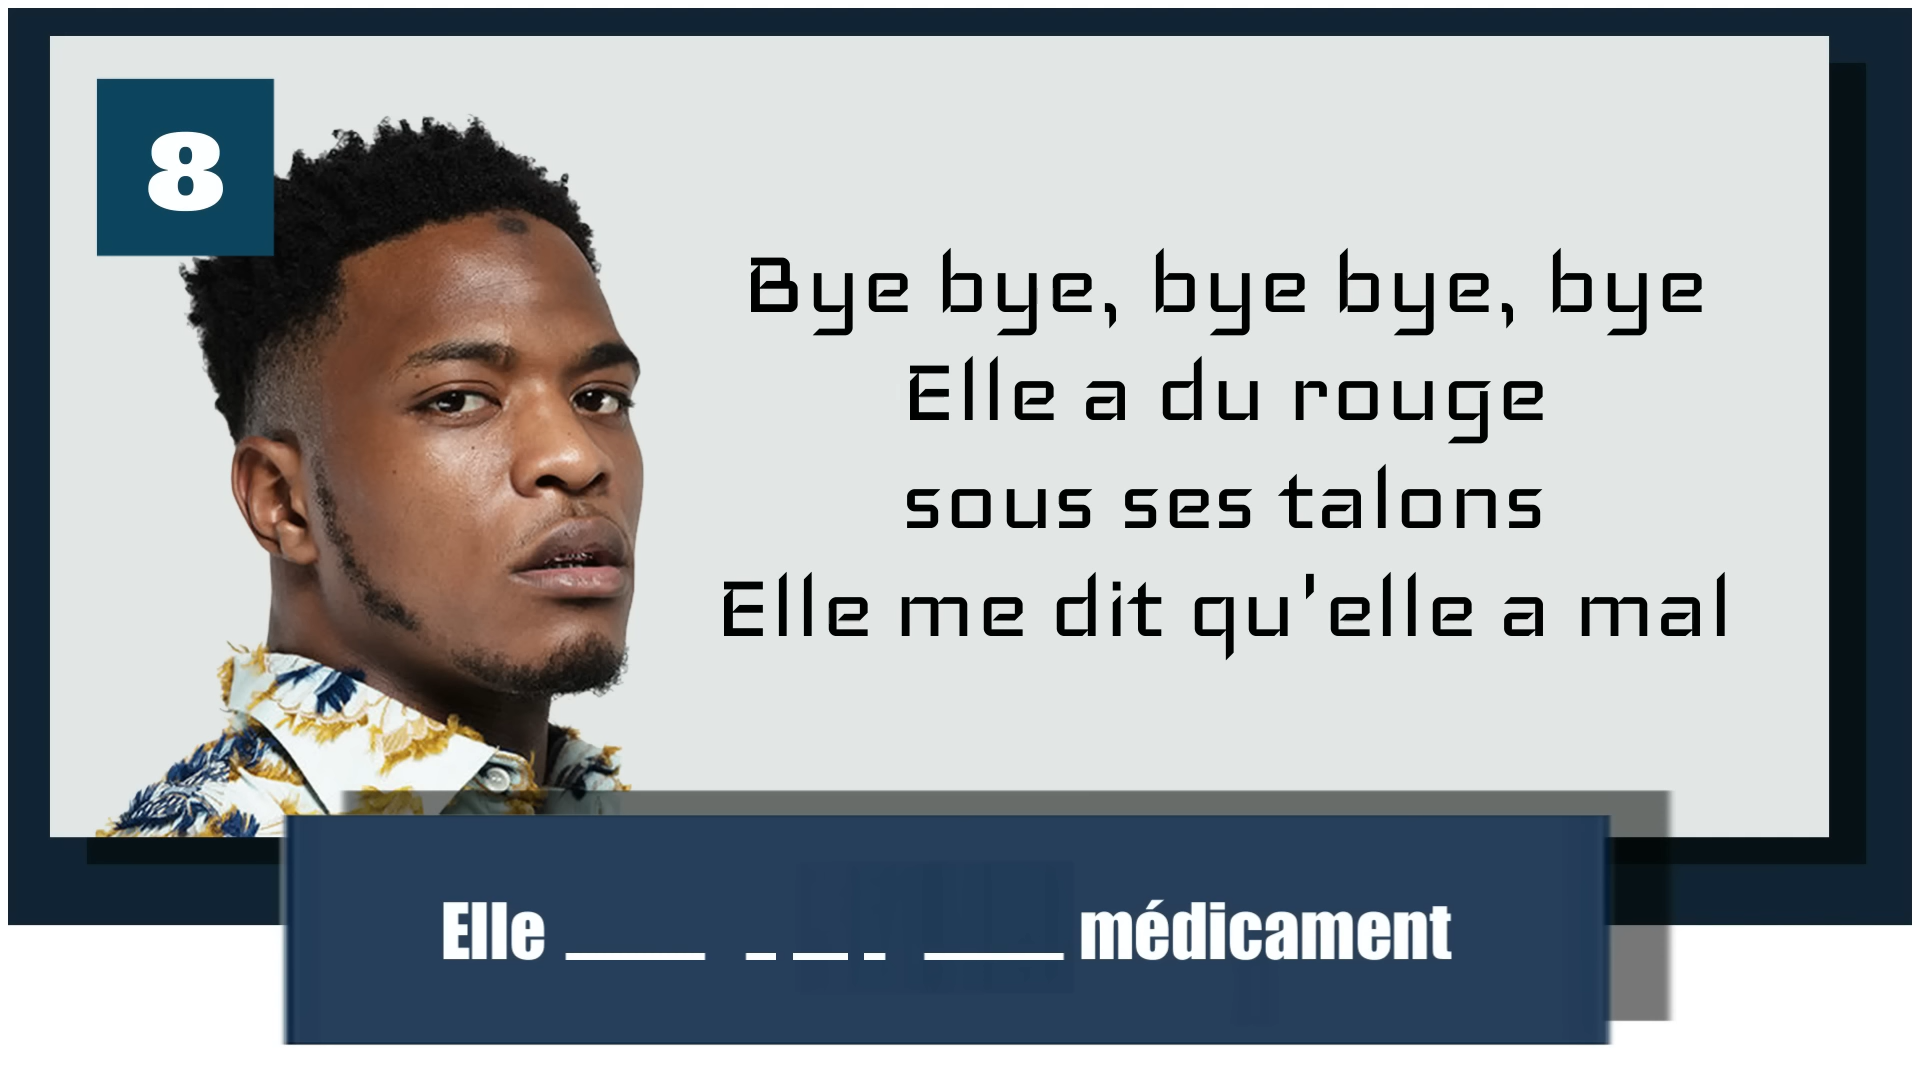 8
Bye bye, bye bye, bye
Elle a du rouge
sous ses talons
Elle me dit qu'elle a mal
Elle ____ _ __ _ ____ médicament